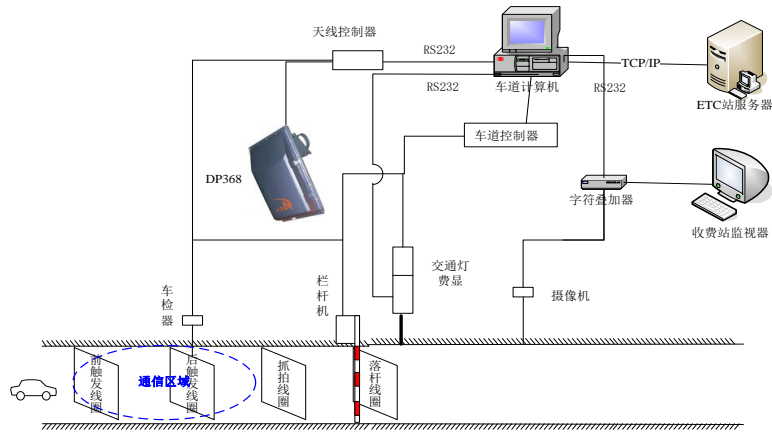 天线控制器
RS232
RS232
车道计算机
TCP/IP
RS232
ETC站服务器
车道控制器
DP368
字符叠加器
收费站监视器
车检器
栏杆机
交通灯
费显
摄像机
前触发线圈
通信区域
后触发线圈
抓拍线圈
落杆线圈